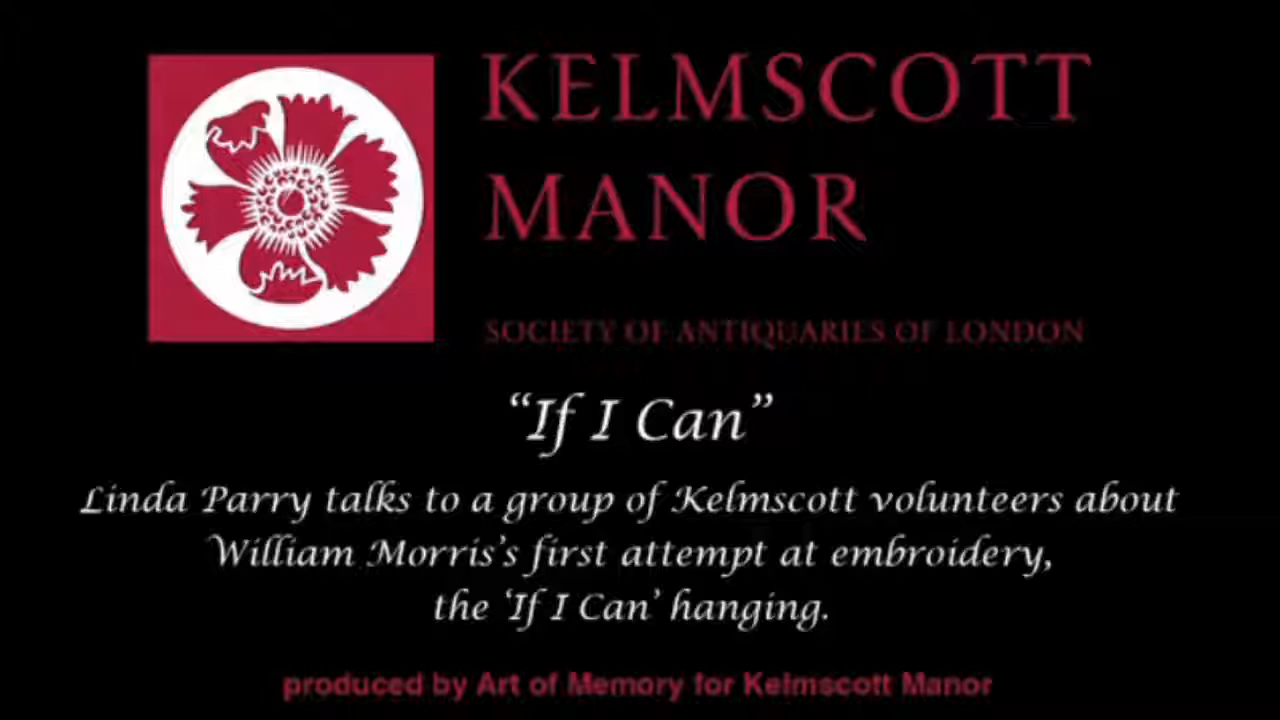 KELMSCOTT
MANOR
SOCIETY OF ANTIQUARIES OF LONDON
“If I Can”
Linda Parry talks to a group of Kelmscott volunteers about
William Morris’s first attempt at embroidery,
the ‘If I Can’ hanging.
produced by Art of Memory for Kelmscott Manor